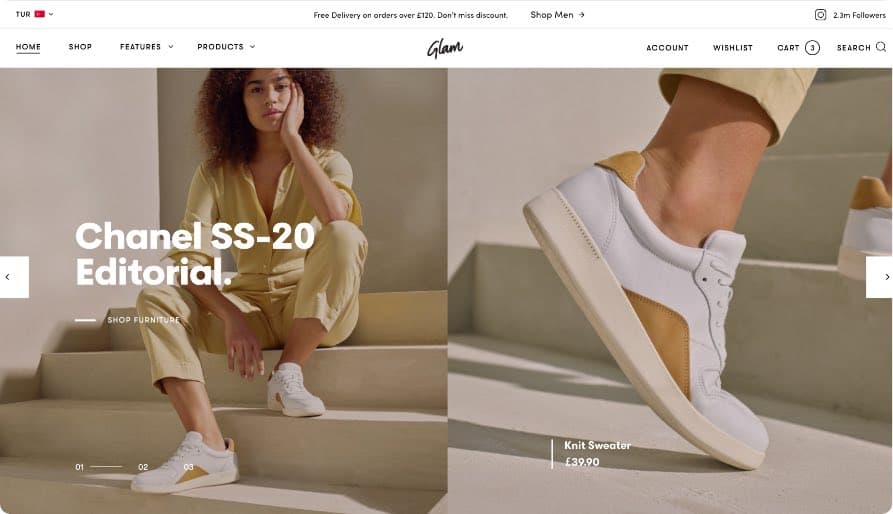 TUR
Free Delivery on orders over £120. Don't miss discount.
Shop Men →
2.3m Followers
HOME
SHOP
FEATURES
PRODUCTS
Glam
ACCOUNT
WISHLIST
CART 3
SEARCH
Chanel SS-20
Editorial.
SHOP FURNITURE
01
02
03
Knit Sweater
£39.90